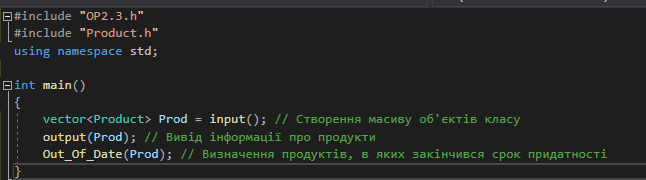 #include "OP2.3.h"
#include "Product.h"
using namespace std;
int main()
{
vector<Product> Prod = input(); // Створення масиву об'єктів класу
output(Prod); // Вивід інформації про продукти
Out_Of_Date(Prod); // Визначення продуктів, в яких закінчився срок придатності
}